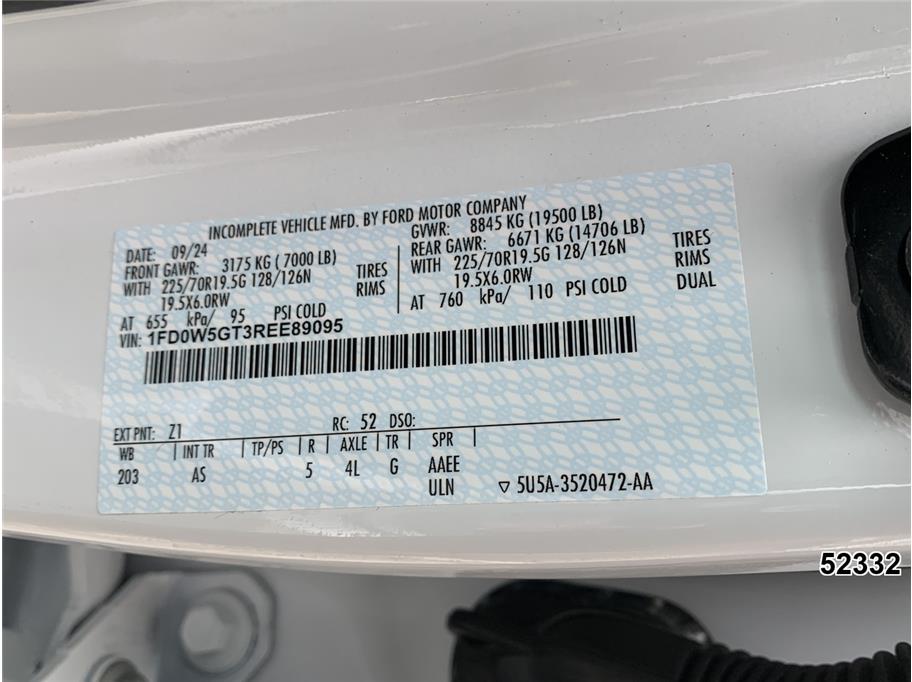 INCOMPLETE VEHICLE MFD. BY FORD MOTOR COMPANY
DATE: 09/24 GVWR: 8845 KG (19500 LB)
FRONT GAWR: 3175 KG ( 7000 LB) REAR GAWR: 6671 KG (14706 LB)
WITH 225/70R19.5G 128/126N TIRES WITH 225/70R19.5G 128/126N TIRES
19.5X6.0RW RIMS 19.5X6.0RW RIMS
AT 655 kPa/ 95 PSI COLD AT 760 kPa/ 110 PSI COLD DUAL
VIN: 1FD0W5GT3REE89095
EXT PNT: Z1 RC: 52 DSO:
WB INT TR TP/PS R AXLE TR SPR
203 AS 5 4L G AAEE
ULN ▽ 5U5A-3520472-AA
52332